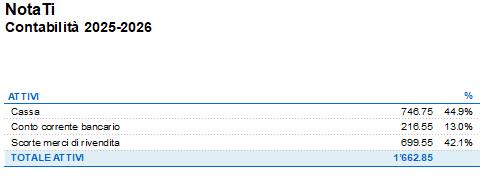 NotaTi
Contabilità 2025-2026
ATTIVI %
Cassa 746.75 44.9%
Conto corrente bancario 216.55 13.0%
Scorte merci di rivendita 699.55 42.1%
TOTALE ATTIVI 1'662.85